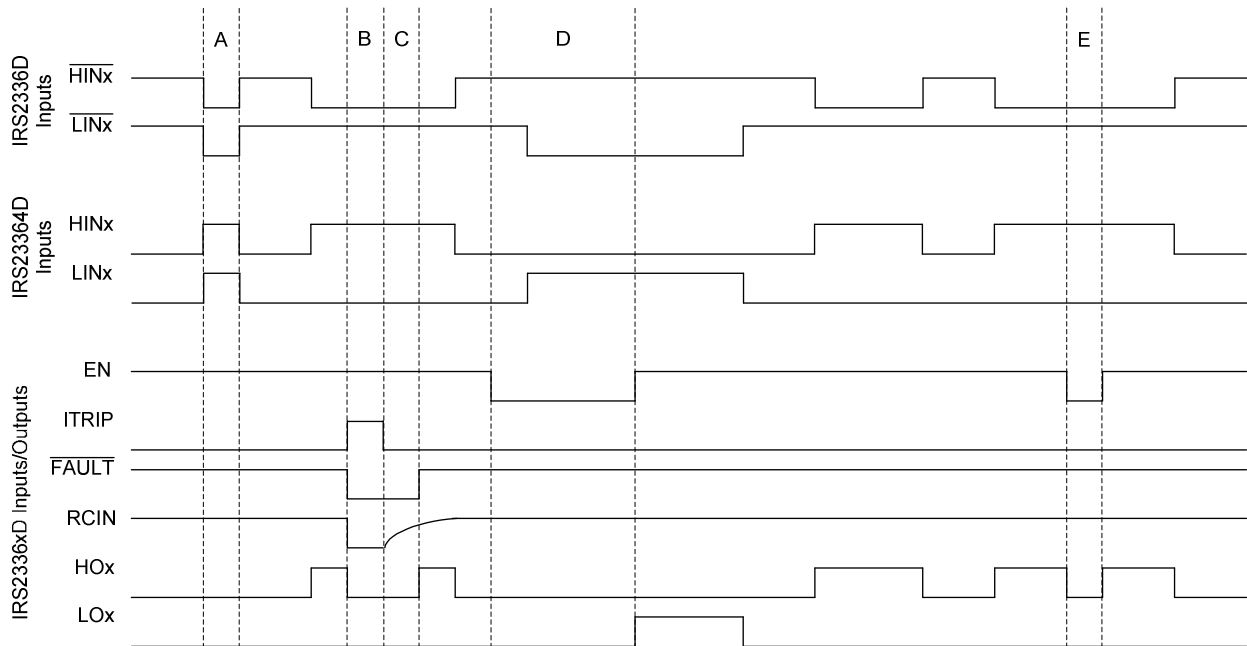 A
B
C
D
E
IRS2336D
Inputs
HINx
LINx
IRS23364D
Inputs
HINx
LINx
IRS2336xD Inputs/Outputs
EN
ITRIP
FAULT
RCIN
HOx
LOx